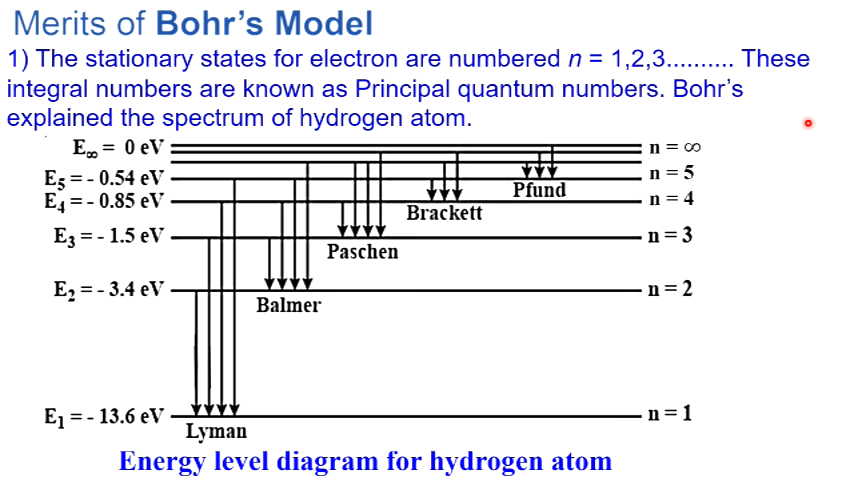 Merits of Bohr's Model
1) The stationary states for electron are numbered n = 1,2,3.......... These
integral numbers are known as Principal quantum numbers. Bohr's
explained the spectrum of hydrogen atom.
E∞ = 0 eV
n = ∞
E5 = - 0.54 eV
n = 5
Pfund
E4 = - 0.85 eV
n = 4
Brackett
E3 = - 1.5 eV
n = 3
Paschen
E2 = - 3.4 eV
n = 2
Balmer
E1 = - 13.6 eV
n = 1
Lyman
Energy level diagram for hydrogen atom